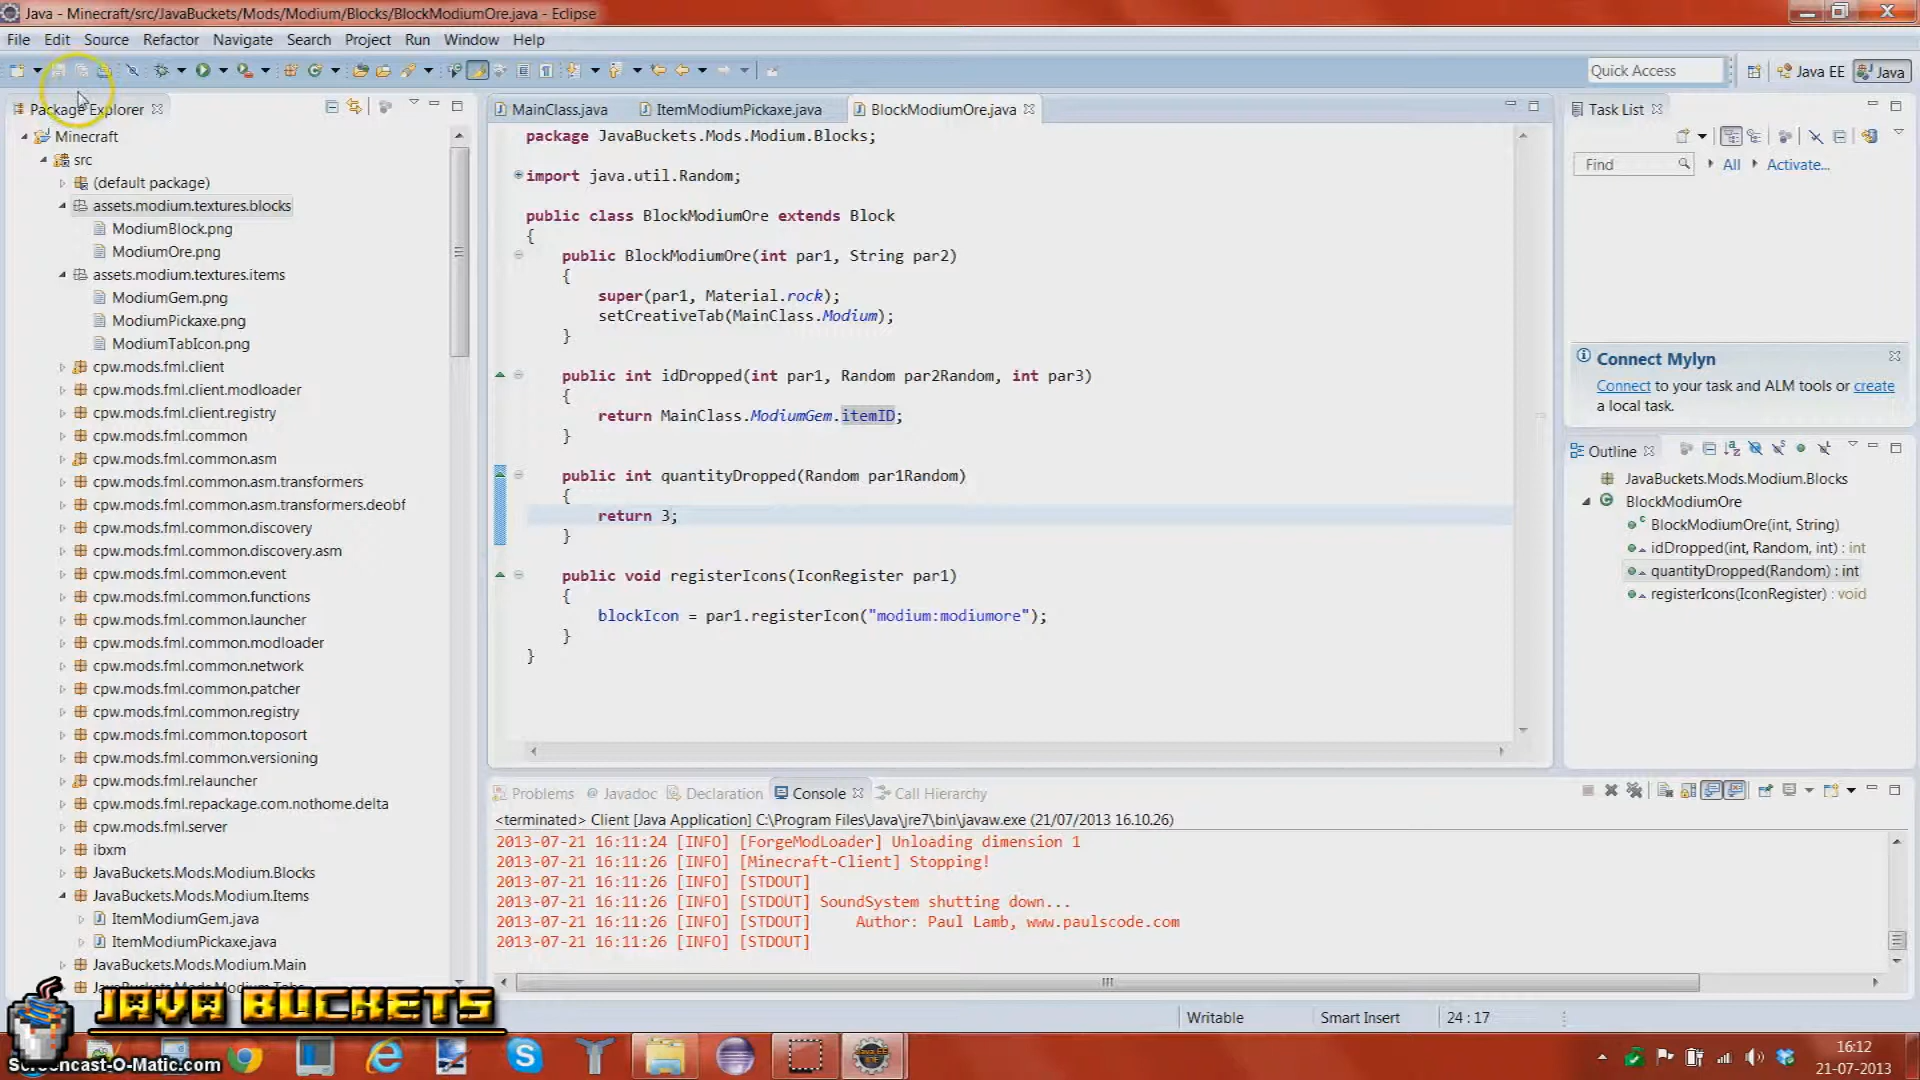 Java - Minecraft/src/JavaBuckets/Mods/Modium/Blocks/BlockModiumOre.java - Eclipse
File Edit Source Refactor Navigate Search Project Run Window Help
Quick Access
Java EE
Java
Package Explorer
Minecraft
src
(default package)
assets.modium.textures.blocks
ModiumBlock.png
ModiumOre.png
assets.modium.textures.items
ModiumGem.png
ModiumPickaxe.png
ModiumTabIcon.png
cpw.mods.fml.client
cpw.mods.fml.client.modloader
cpw.mods.fml.client.registry
cpw.mods.fml.common
cpw.mods.fml.common.asm
cpw.mods.fml.common.asm.transformers
cpw.mods.fml.common.asm.transformers.deobf
cpw.mods.fml.common.discovery
cpw.mods.fml.common.discovery.asm
cpw.mods.fml.common.event
cpw.mods.fml.common.functions
cpw.mods.fml.common.launcher
cpw.mods.fml.common.modloader
cpw.mods.fml.common.network
cpw.mods.fml.common.patcher
cpw.mods.fml.common.registry
cpw.mods.fml.common.toposort
cpw.mods.fml.common.versioning
cpw.mods.fml.relauncher
cpw.mods.fml.repackage.com.nothome.delta
cpw.mods.fml.server
ibxm
JavaBuckets.Mods.Modium.Blocks
JavaBuckets.Mods.Modium.Items
ItemModiumGem.java
ItemModiumPickaxe.java
JavaBuckets.Mods.Modium.Main
MainClass.java ItemModiumPickaxe.java BlockModiumOre.java
package JavaBuckets.Mods.Modium.Blocks;
import java.util.Random;
public class BlockModiumOre extends Block
{
public BlockModiumOre(int par1, String par2)
{
super(par1, Material.rock);
setCreativeTab(MainClass.Modium);
}
public int idDropped(int par1, Random par2Random, int par3)
{
return MainClass.ModiumGem.itemID;
}
public int quantityDropped(Random par1Random)
{
return 3;
}
public void registerIcons(IconRegister par1)
{
blockIcon = par1.registerIcon("modium:modiumore");
}
}
Task List
Find
All
Activate...
Connect Mylyn
Connect to your task and ALM tools or create
a local task.
Outline
JavaBuckets.Mods.Modium.Blocks
BlockModiumOre
BlockModiumOre(int, String)
idDropped(int, Random, int) : int
quantityDropped(Random) : int
registerIcons(IconRegister) : void
Problems @ Javadoc Declaration Console Call Hierarchy
<terminated> Client [Java Application] C:\Program Files\Java\jre7\bin\javaw.exe (21/07/2013 16.10.26)
2013-07-21 16:11:24 [INFO] [ForgeModLoader] Unloading dimension 1
2013-07-21 16:11:26 [INFO] [Minecraft-Client] Stopping!
2013-07-21 16:11:26 [INFO] [STDOUT]
2013-07-21 16:11:26 [INFO] [STDOUT] SoundSystem shutting down...
2013-07-21 16:11:26 [INFO] [STDOUT] Author: Paul Lamb, www.paulscode.com
2013-07-21 16:11:26 [INFO] [STDOUT]
Writable Smart Insert 24 : 17
JAVA BUCKETS
Screencast-O-Matic.com
16:12
21-07-2013